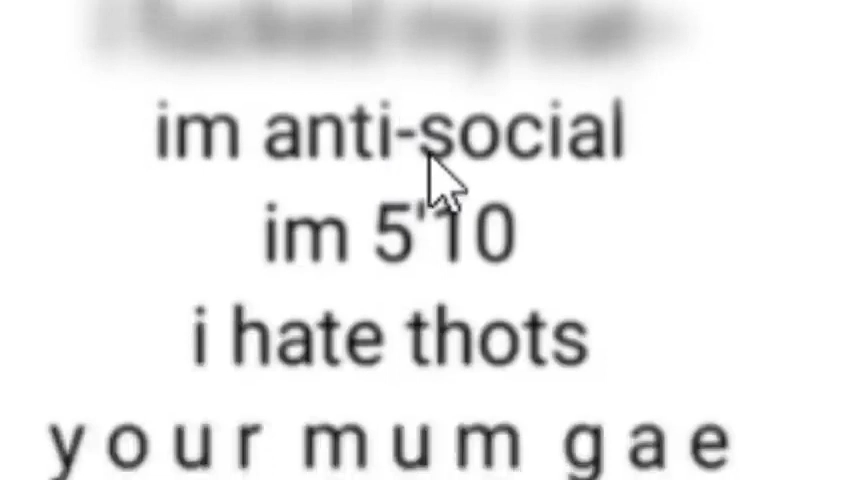 im anti-social
im 5'10
i hate thots
y o u r  m u m  g a e